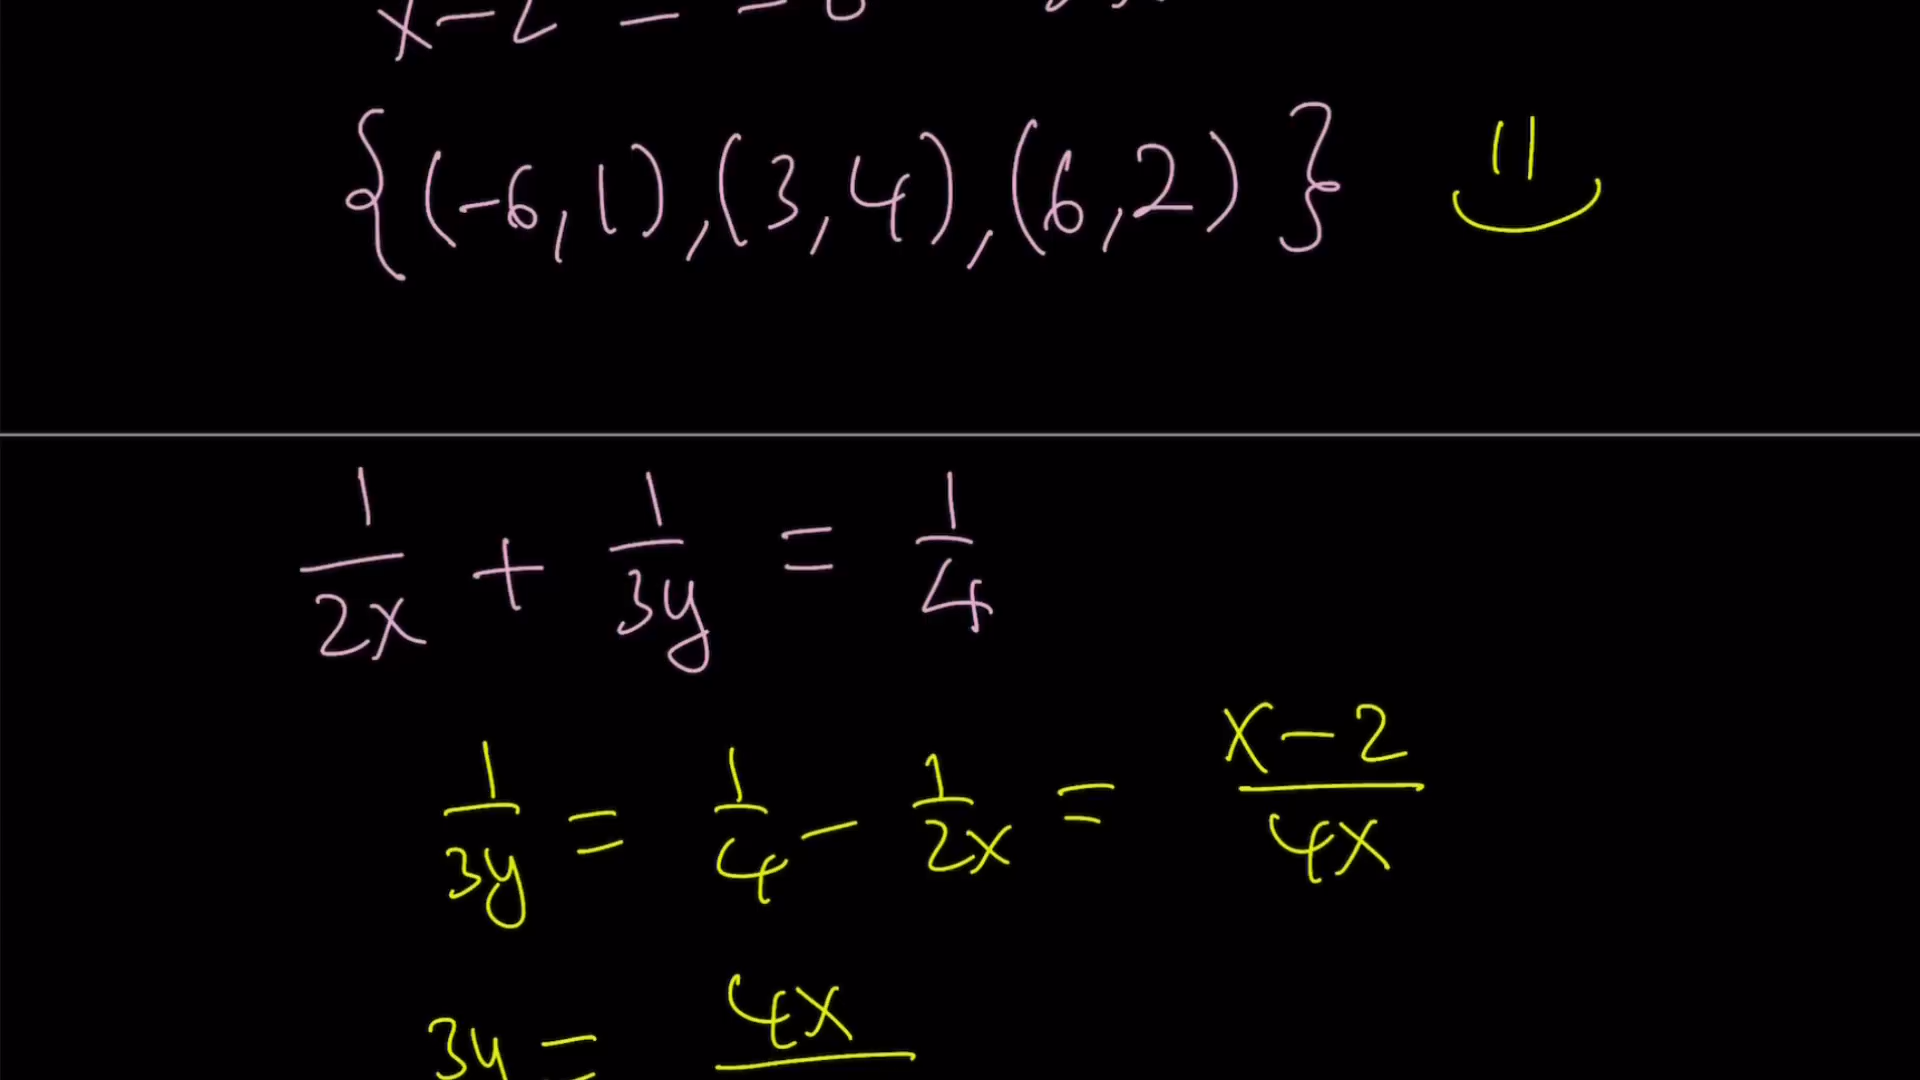 x-2 = -
{(-6,1),(3,4),(6,2)}
1/2x + 1/3y = 1/4
1/3y = 1/4 - 1/2x = x-2/4x
3y = 4x